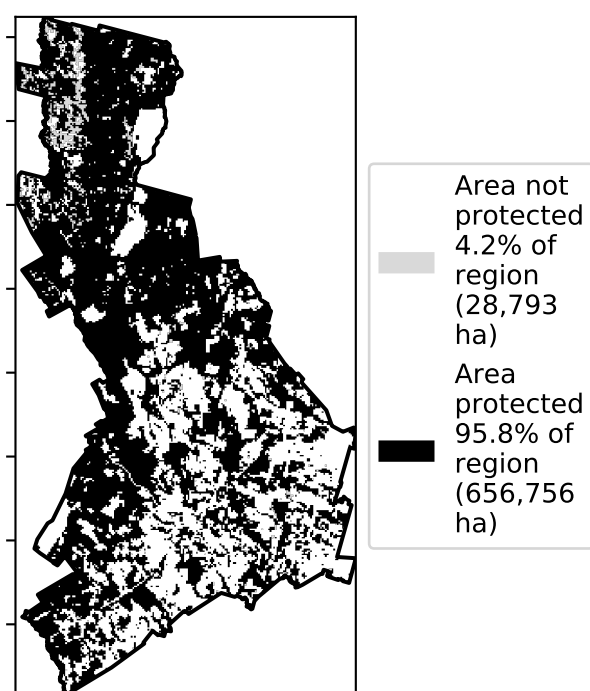 Area not
protected
4.2% of
region
(28,793
ha)
Area
protected
95.8% of
region
(656,756
ha)